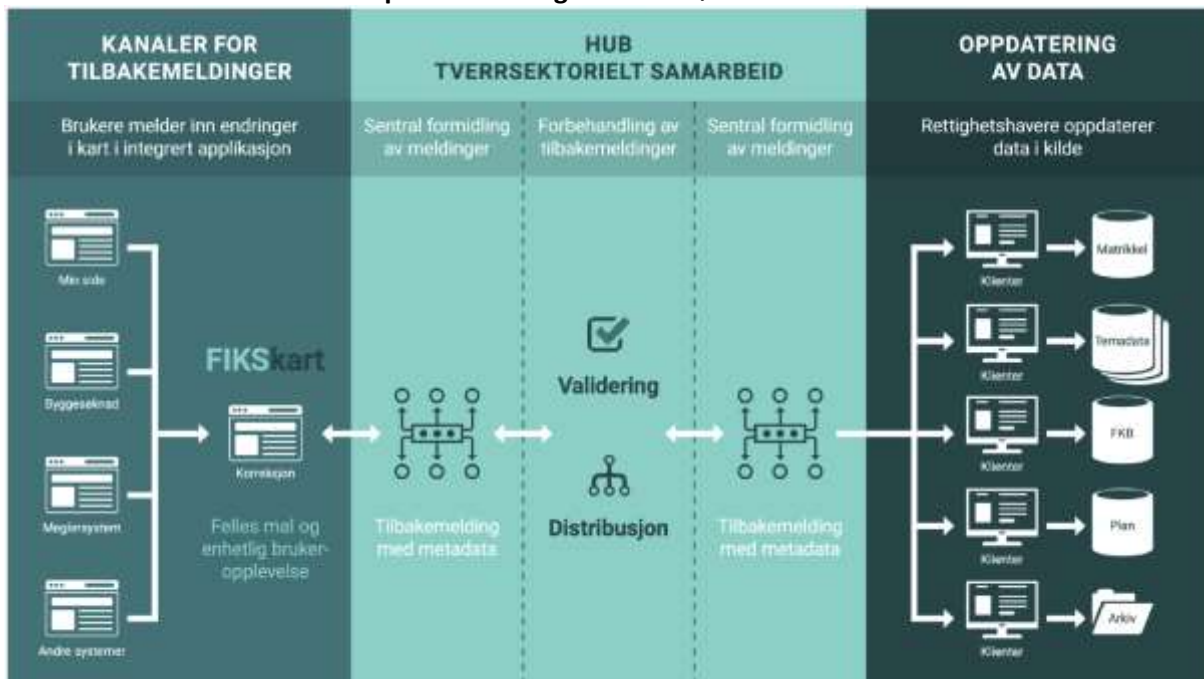 KANALER FOR
TILBAKEMELDINGER
Brukere melder inn endringer
i kart i integrert applikasjon
Min side
Byggesøknad
Meglersystem
Andre systemer
FIKSkart
Korreksjon
Felles mal og
enhetlig bruker-
opplevelse
HUB
TVERRSEKTORIELT SAMARBEID
Sentral formidling
av meldinger
Tilbakemelding
med metadata
Forbehandling av
tilbakemeldinger
Validering
Distribusjon
Sentral formidling
av meldinger
Tilbakemelding
med metadata
OPPDATERING
AV DATA
Rettighetshavere oppdaterer
data i kilde
Klienter
Matrikkel
Klienter
Temadata
Klienter
FKB
Klienter
Plan
Klienter
Arkiv